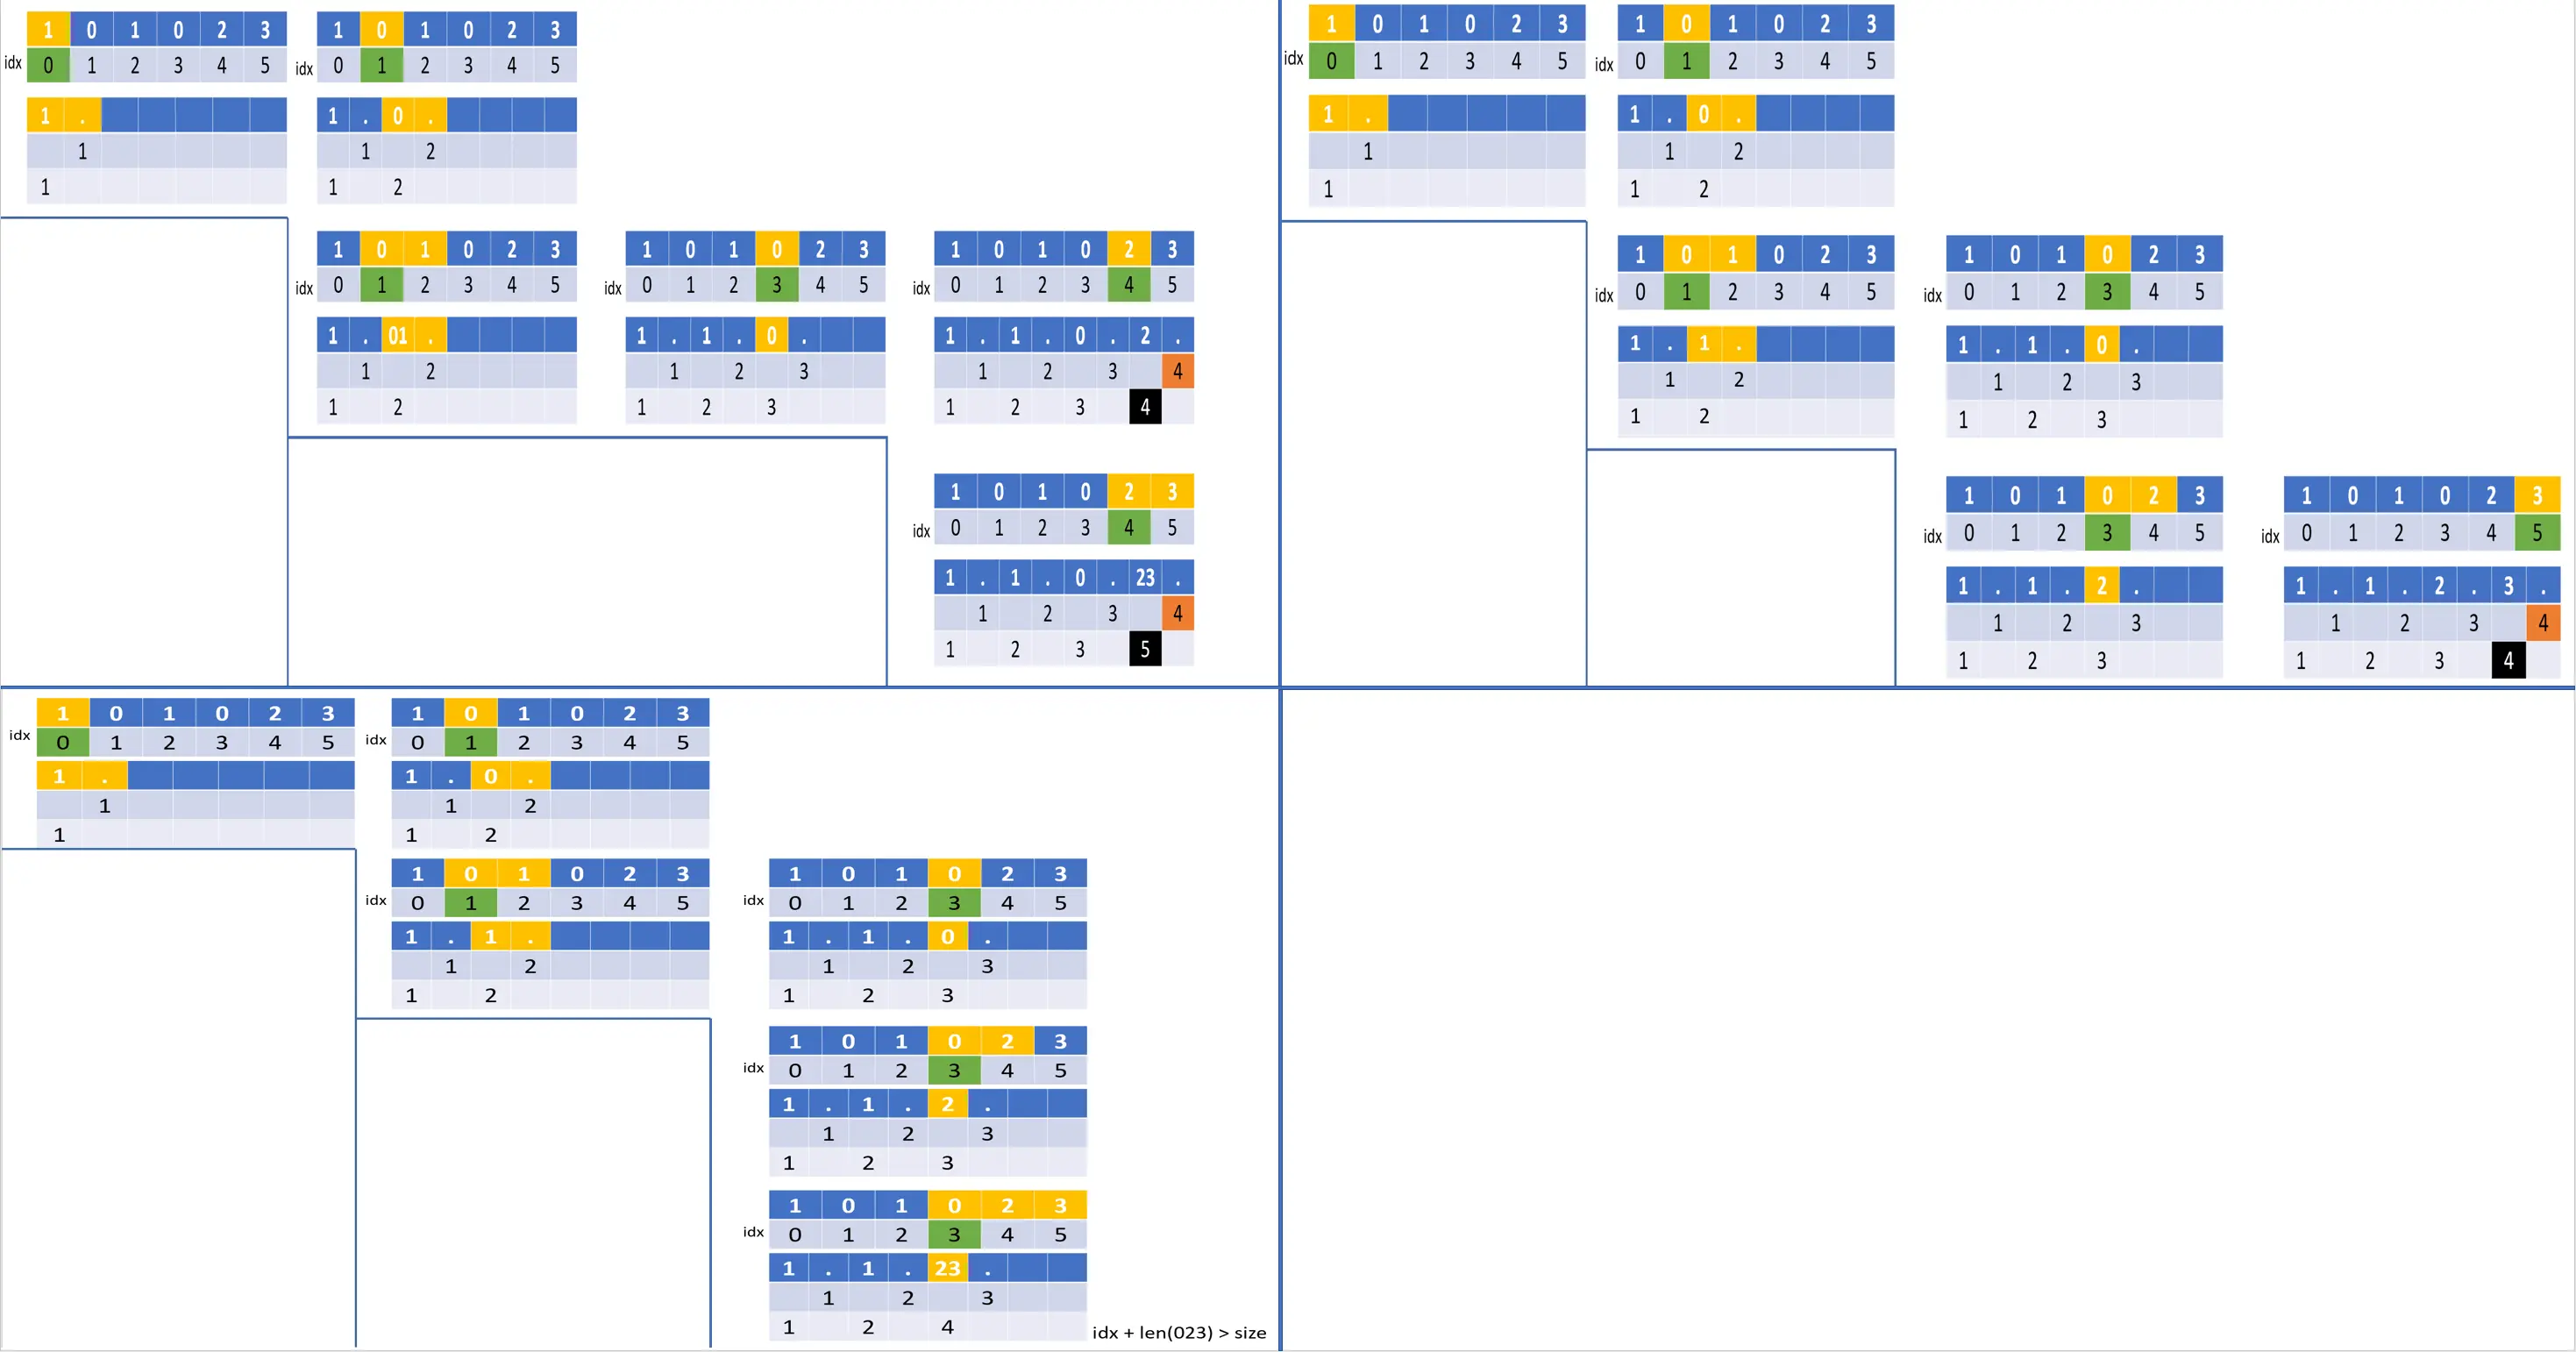 1 0 1 0 2 3
idx 0 1 2 3 4 5
1 .
1
1
1 0 1 0 2 3
idx 0 1 2 3 4 5
1 . 0 .
1 2
1 2
1 0 1 0 2 3
idx 0 1 2 3 4 5
1 . 01 .
1 2
1 2
1 0 1 0 2 3
idx 0 1 2 3 4 5
1 . 1 . 0 .
1 2 3
1 2 3
1 0 1 0 2 3
idx 0 1 2 3 4 5
1 . 1 . 0 . 2 .
1 2 3 4
1 2 3 4
1 0 1 0 2 3
idx 0 1 2 3 4 5
1 . 1 . 0 . 23 .
1 2 3 4
1 2 3 5
1 0 1 0 2 3
idx 0 1 2 3 4 5
1 .
1
1
1 0 1 0 2 3
idx 0 1 2 3 4 5
1 . 0 .
1 2
1 2
1 0 1 0 2 3
idx 0 1 2 3 4 5
1 . 1 .
1 2
1 2
1 0 1 0 2 3
idx 0 1 2 3 4 5
1 . 1 . 0 .
1 2 3
1 2 3
1 0 1 0 2 3
idx 0 1 2 3 4 5
1 . 1 . 2 .
1 2 3
1 2 3
1 0 1 0 2 3
idx 0 1 2 3 4 5
1 . 1 . 2 . 3 .
1 2 3 4
1 2 3 4
1 0 1 0 2 3
idx 0 1 2 3 4 5
1 .
1
1
1 0 1 0 2 3
idx 0 1 2 3 4 5
1 . 0 .
1 2
1 2
1 0 1 0 2 3
idx 0 1 2 3 4 5
1 . 1 .
1 2
1 2
1 0 1 0 2 3
idx 0 1 2 3 4 5
1 . 1 . 0 .
1 2 3
1 2 3
1 0 1 0 2 3
idx 0 1 2 3 4 5
1 . 1 . 2 .
1 2 3
1 2 3
1 0 1 0 2 3
idx 0 1 2 3 4 5
1 . 1 . 23 .
1 2 3
1 2 4
idx + len(023) > size